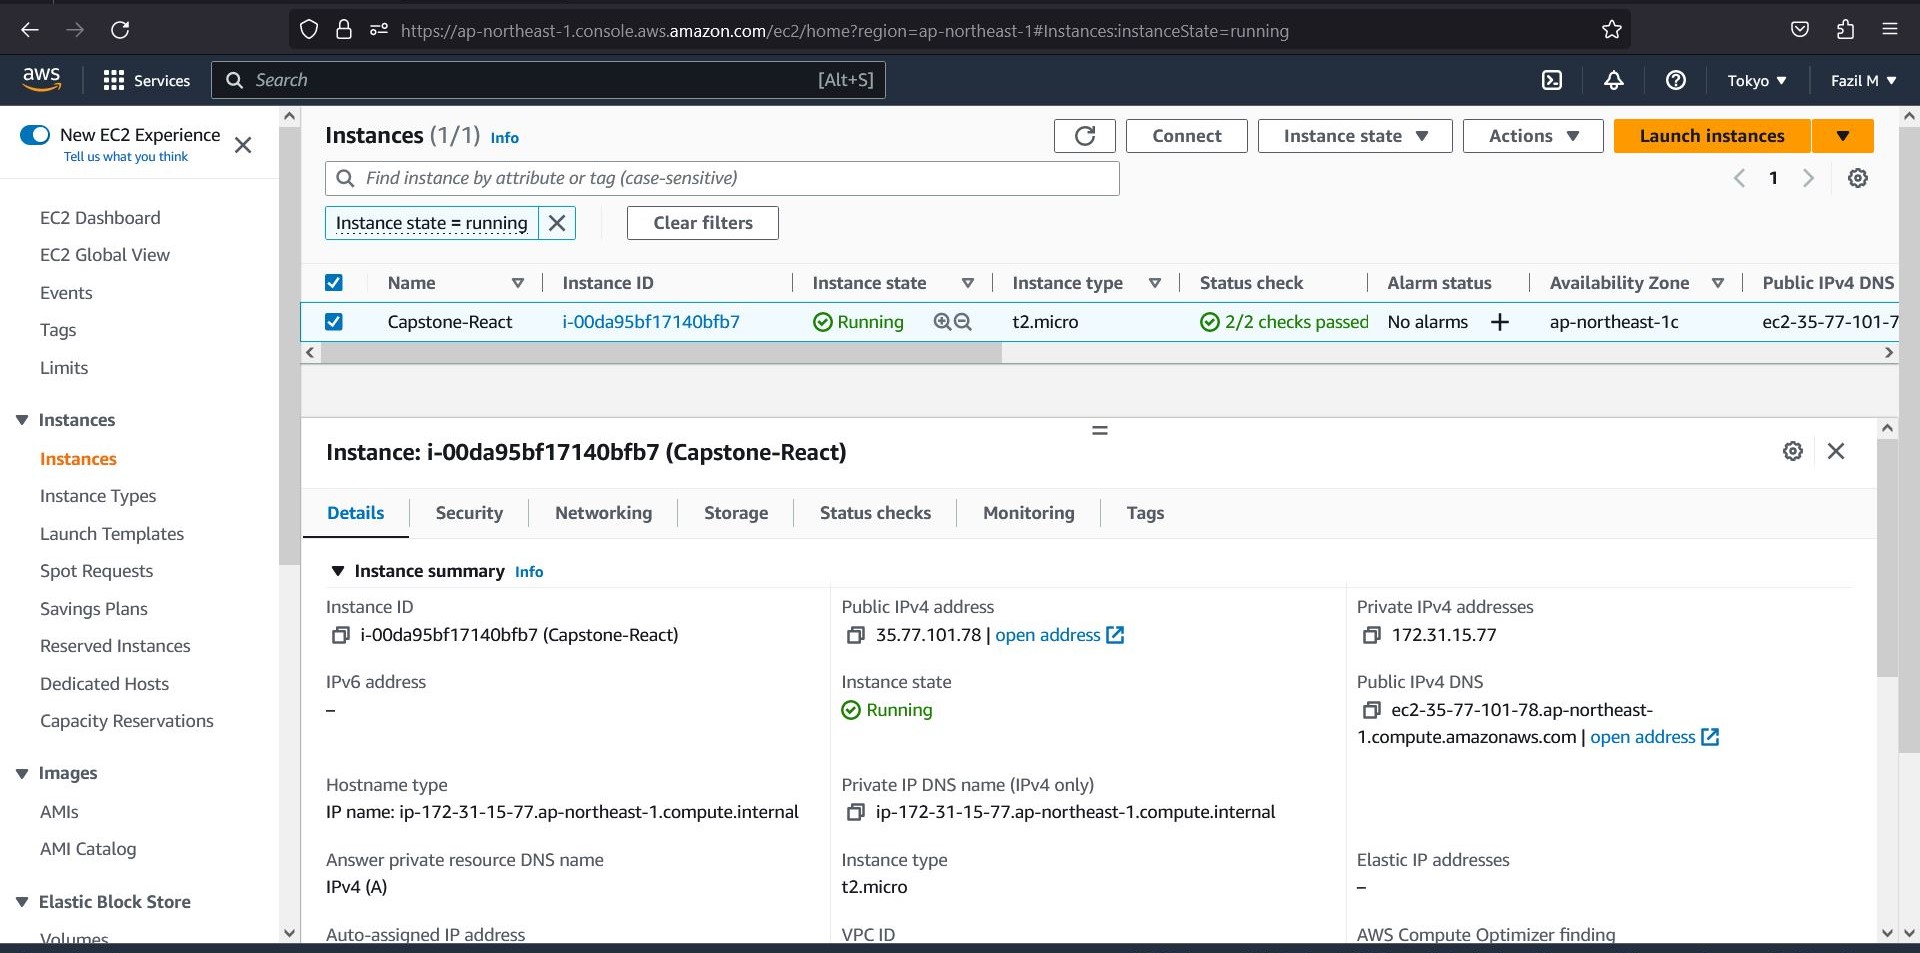 https://ap-northeast-1.console.aws.amazon.com/ec2/home?region=ap-northeast-1#Instances:instanceState=running
aws
Services
Search
[Alt+S]
Tokyo
Fazil M
New EC2 Experience
Tell us what you think
EC2 Dashboard
EC2 Global View
Events
Tags
Limits
Instances
Instances
Instance Types
Launch Templates
Spot Requests
Savings Plans
Reserved Instances
Dedicated Hosts
Capacity Reservations
Images
AMIs
AMI Catalog
Elastic Block Store
Volumes
Instances (1/1) Info
Connect
Instance state
Actions
Launch instances
Find instance by attribute or tag (case-sensitive)
1
Instance state = running
Clear filters
Name Instance ID Instance state Instance type Status check Alarm status Availability Zone Public IPv4 DNS
Capstone-React i-00da95bf17140bfb7 Running t2.micro 2/2 checks passed No alarms + ap-northeast-1c ec2-35-77-101-7
Instance: i-00da95bf17140bfb7 (Capstone-React)
Details Security Networking Storage Status checks Monitoring Tags
Instance summary Info
Instance ID
i-00da95bf17140bfb7 (Capstone-React)
Public IPv4 address
35.77.101.78 | open address
Private IPv4 addresses
172.31.15.77
IPv6 address
–
Instance state
Running
Public IPv4 DNS
ec2-35-77-101-78.ap-northeast-
1.compute.amazonaws.com | open address
Hostname type
IP name: ip-172-31-15-77.ap-northeast-1.compute.internal
Private IP DNS name (IPv4 only)
ip-172-31-15-77.ap-northeast-1.compute.internal
Answer private resource DNS name
IPv4 (A)
Instance type
t2.micro
Elastic IP addresses
–
Auto-assigned IP address
VPC ID
AWS Compute Optimizer finding